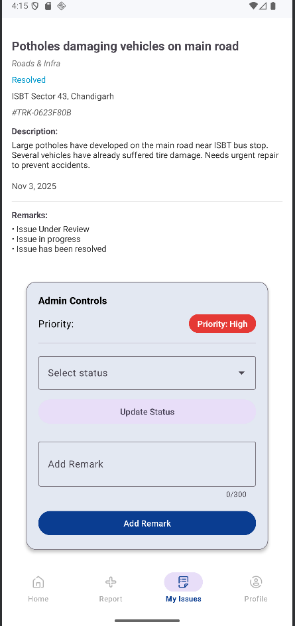 4:15
Potholes damaging vehicles on main road
Roads & Infra
Resolved
ISBT Sector 43, Chandigarh
#TRK-0623F80B
Description:
Large potholes have developed on the main road near ISBT bus stop.
Several vehicles have already suffered tire damage. Needs urgent repair
to prevent accidents.
Nov 3, 2025
Remarks:
• Issue Under Review
• Issue in progress
• Issue has been resolved
Admin Controls
Priority: Priority: High
Select status
Update Status
Add Remark
0/300
Add Remark
Home Report My Issues Profile